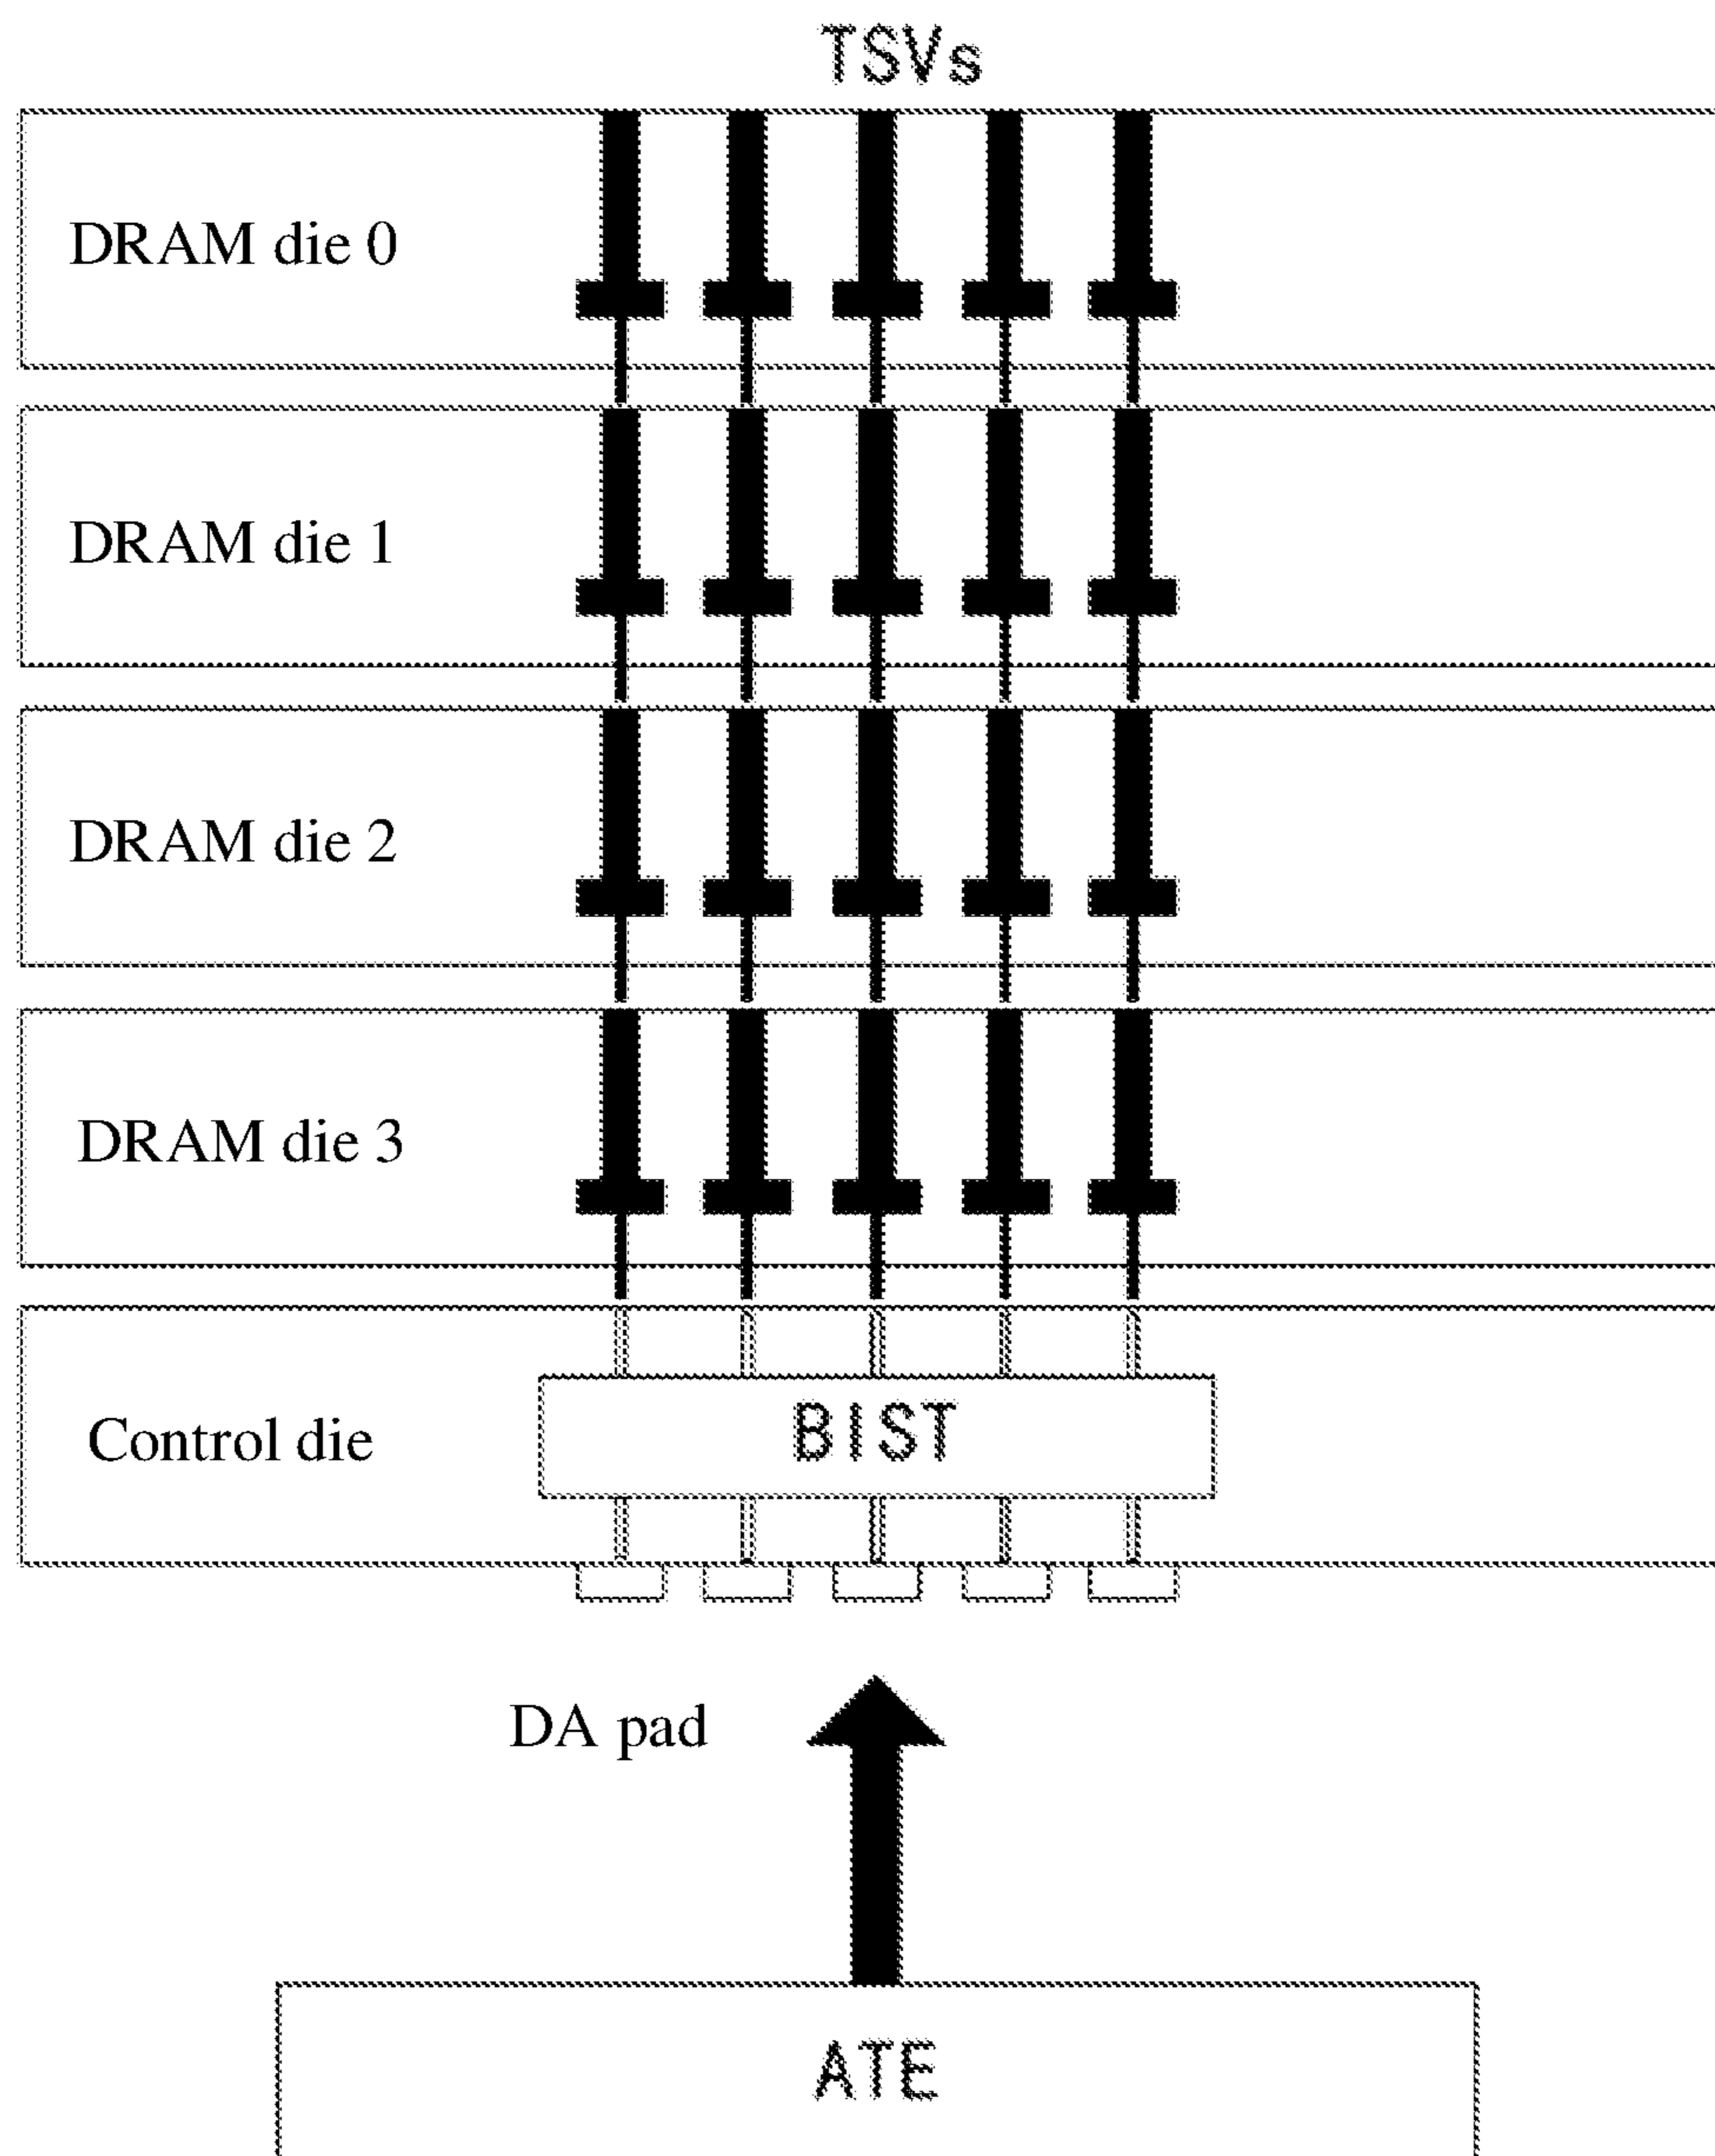 TSVs
DRAM die 0
DRAM die 1
DRAM die 2
DRAM die 3
Control die
BIST
DA pad
ATE